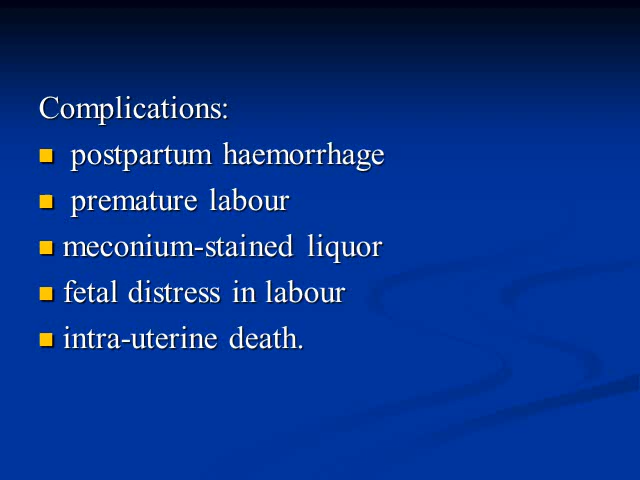 Complications:
postpartum haemorrhage
premature labour
meconium-stained liquor
fetal distress in labour
intra-uterine death.